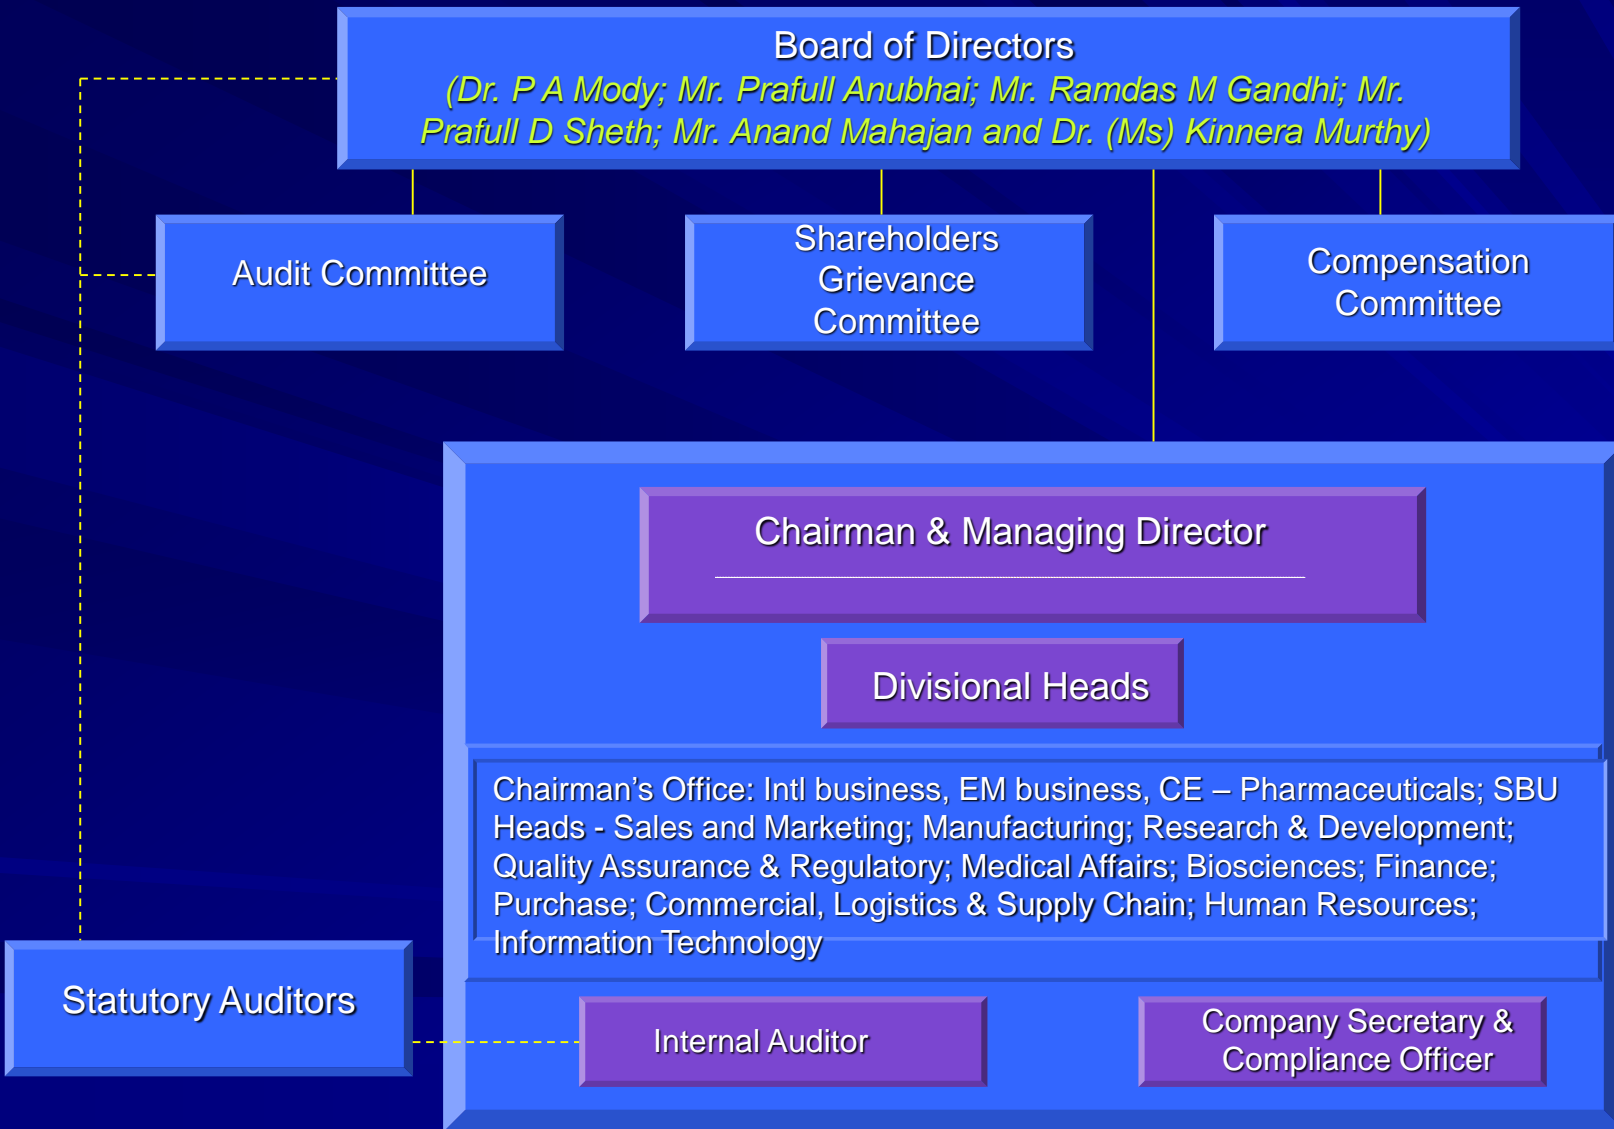 Board of Directors
(Dr. P A Mody; Mr. Prafull Anubhai; Mr. Ramdas M Gandhi; Mr.
Prafull D Sheth; Mr. Anand Mahajan and Dr. (Ms) Kinnera Murthy)
Audit Committee
Shareholders
Grievance
Committee
Compensation
Committee
Chairman & Managing Director
Divisional Heads
Chairman’s Office: Intl business, EM business, CE – Pharmaceuticals; SBU
Heads - Sales and Marketing; Manufacturing; Research & Development;
Quality Assurance & Regulatory; Medical Affairs; Biosciences; Finance;
Purchase; Commercial, Logistics & Supply Chain; Human Resources;
Information Technology
Statutory Auditors
Internal Auditor
Company Secretary &
Compliance Officer